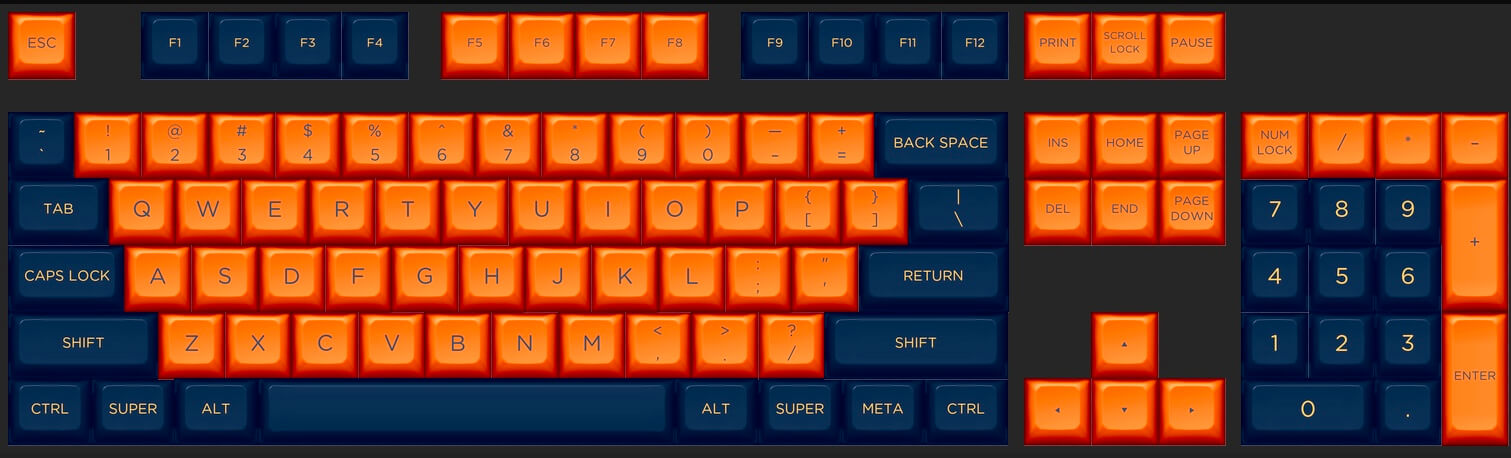 ESC F1 F2 F3 F4 F5 F6 F7 F8 F9 F10 F11 F12 PRINT SCROLL LOCK PAUSE
~ ! @ # $ % ^ & * ( ) — + BACK SPACE INS HOME PAGE UP NUM LOCK / * -
` 1 2 3 4 5 6 7 8 9 0 - =
TAB Q W E R T Y U I O P { [ } ] | \ DEL END PAGE DOWN 7 8 9 +
CAPS LOCK A S D F G H J K L : ; " ' RETURN 4 5 6
SHIFT Z X C V B N M < , > . ? / SHIFT ▲ 1 2 3 ENTER
CTRL SUPER ALT ALT SUPER META CTRL ◂ ▾ ▸ 0 .